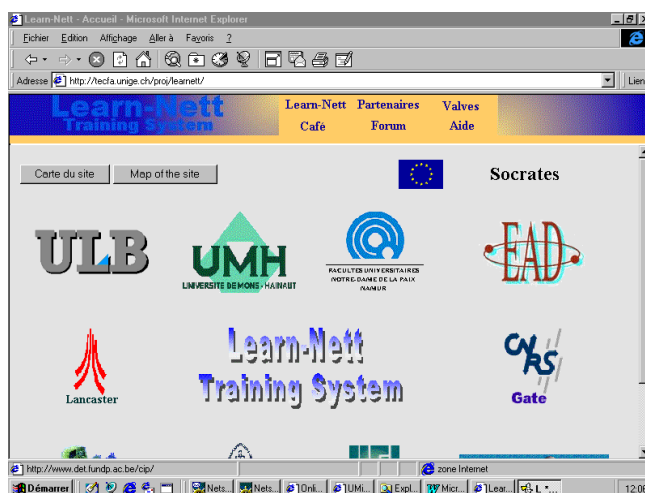 Learn-Nett - Accueil - Microsoft Internet Explorer
Fichier Edition Affichage Aller à Favoris ?
Adresse http://tecfa.unige.ch/proj/learnett/ Lien
Learn-Nett
Training System
Learn-Nett Partenaires Valves
Café Forum Aide
Carte du site Map of the site Socrates
ULB
UMH
UNIVERSITE DE MONS - HAINAUT
FACULTES UNIVERSITAIRES
NOTRE-DAME DE LA PAIX
NAMUR
EAD
Learn-Nett
Training System
Lancaster
CNRS
Gate
http://www.det.fundp.ac.be/cip/ zone Internet
Démarrer Nets... Nets... Onli... UMi... Expl... Micr... Lear... L *... 12:06